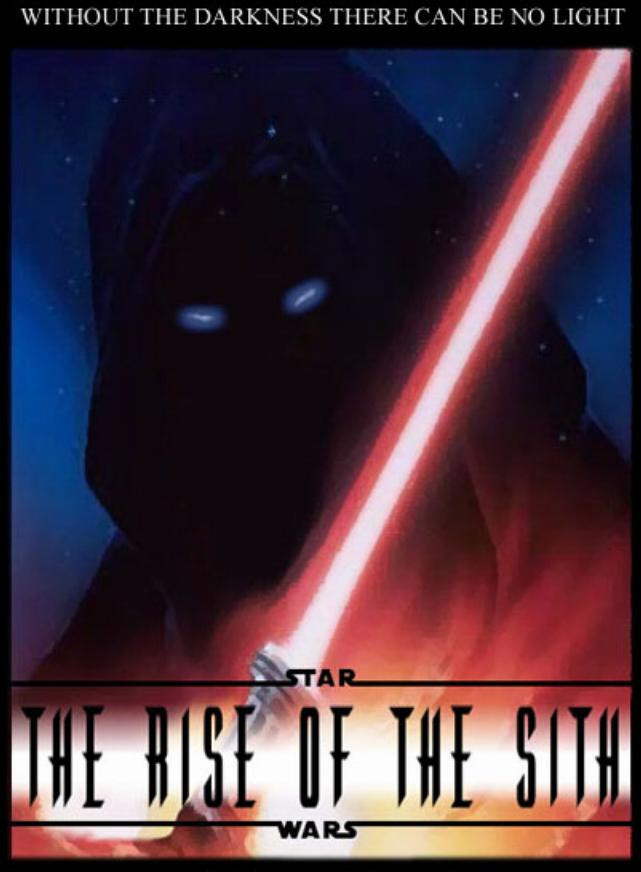 WITHOUT THE DARKNESS THERE CAN BE NO LIGHT
STAR
THE RISE OF THE SITH
WARS